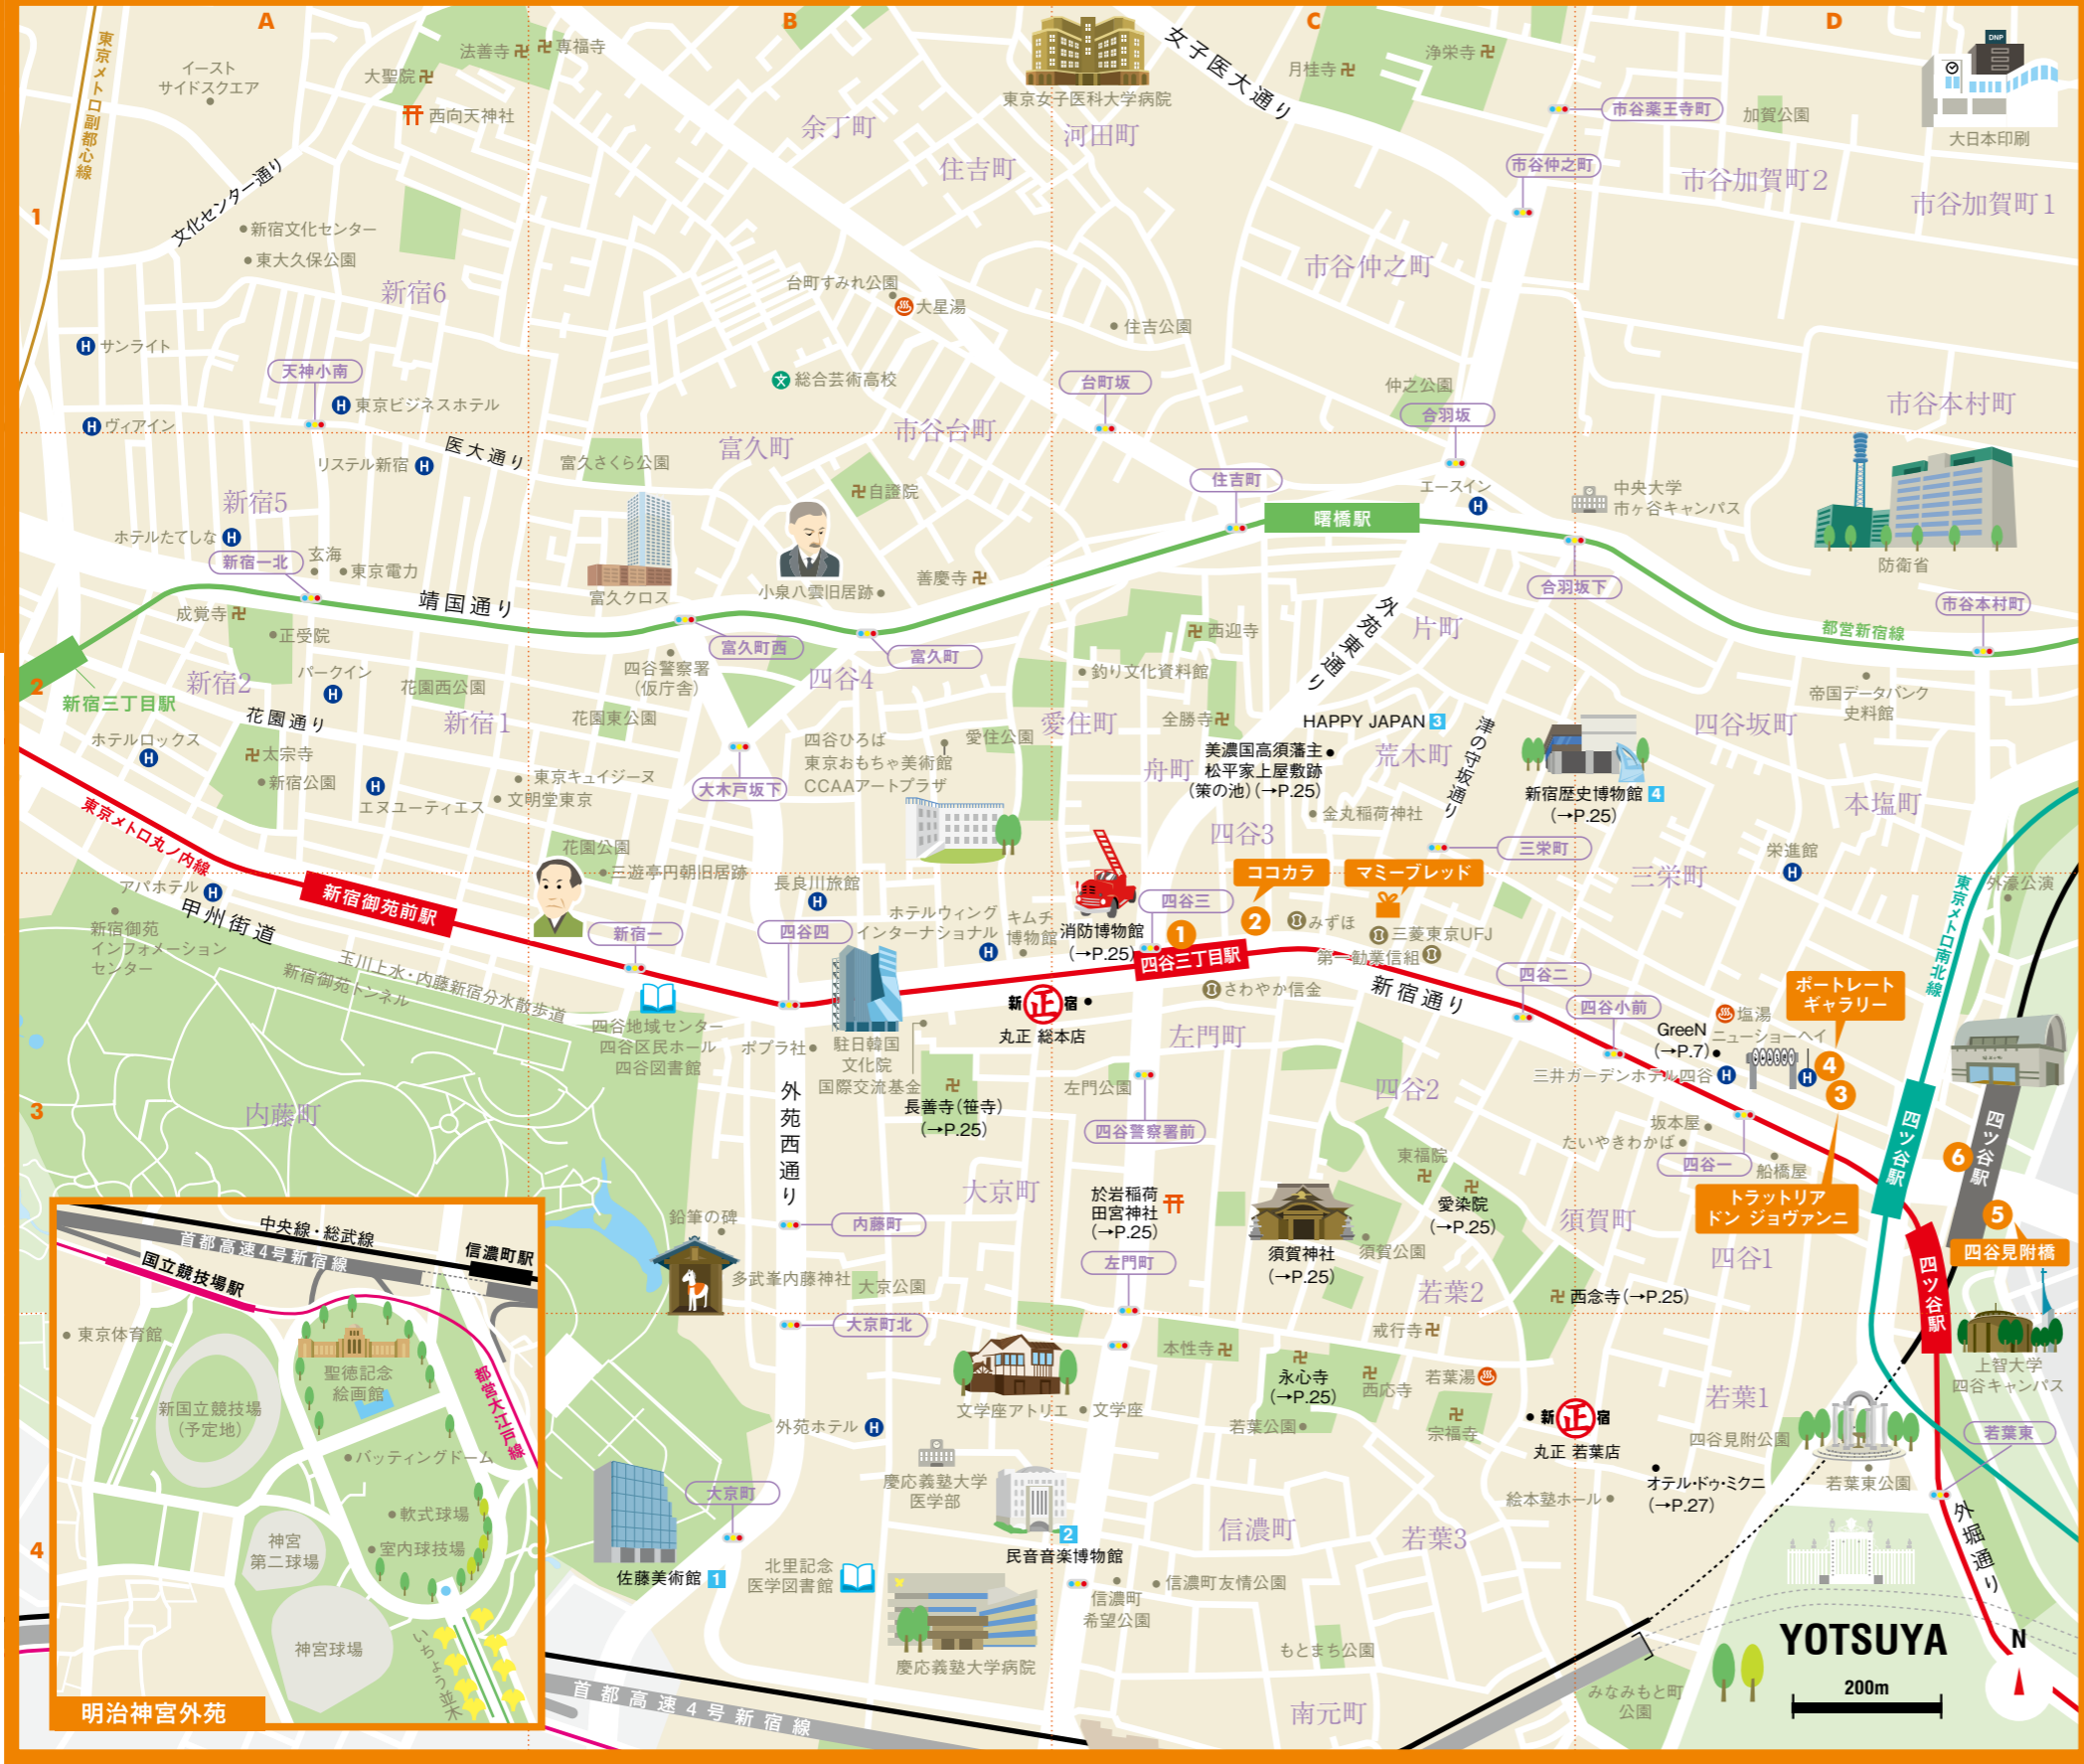 A
B
C
D
1
2
3
4
東京メトロ副都心線
イースト
サイドスクエア
法善寺
専福寺
大聖院
西向天神社
文化センター通り
新宿文化センター
東大久保公園
新宿6
サンライト
天神小南
東京ビジネスホテル
ヴィアイン
東京女子医科大学病院
女子医大通り
余丁町
河田町
住吉町
台町すみれ公園
大星湯
住吉公園
総合芸術高校
台町坂
市谷台町
月桂寺
浄栄寺
市谷薬王寺町
加賀公園
DNP
大日本印刷
市谷仲之町
市谷加賀町2
市谷加賀町1
市谷仲之町
仲之公園
合羽坂
市谷本村町
医大通り
リステル新宿
富久さくら公園
富久町
自證院
住吉町
曙橋駅
エースイン
中央大学
市ヶ谷キャンパス
新宿5
ホテルたてしな
新宿一北
玄海
東京電力
富久クロス
小泉八雲旧居跡
善慶寺
合羽坂下
防衛省
市谷本村町
都営新宿線
靖国通り
成覚寺
正受院
富久町西
富久町
四谷警察署
(仮庁舎)
四谷4
西迎寺
外苑東通り
片町
釣り文化資料館
帝国データバンク
史料館
新宿三丁目駅
新宿2
パークイン
花園西公園
花園通り
新宿1
花園東公園
愛住町
全勝寺
HAPPY JAPAN 3
四谷坂町
ホテルロックス
太宗寺
新宿公園
エヌユーティエス
東京キュイジーヌ
文明堂東京
大木戸坂下
四谷ひろば
東京おもちゃ美術館
CCAAアートプラザ
愛住公園
舟町
美濃国高須藩主
松平家上屋敷跡
(策の池)(→P.25)
荒木町
津の守坂通り
新宿歴史博物館 4
(→P.25)
本塩町
金丸稲荷神社
四谷3
三栄町
東京メトロ丸ノ内線
花園公園
三遊亭円朝旧居跡
栄進館
三栄町
アパホテル
甲州街道
新宿御苑前駅
新宿御苑
インフォメーション
センター
玉川上水・内藤新宿分水散歩道
新宿御苑トンネル
新宿一
長良川旅館
四谷四
ホテルウィング
インターナショナル
キムチ
博物館
消防博物館
(→P.25)
四谷三
1
四谷三丁目駅
ココカラ
2
マミーブレッド
みずほ
三菱東京UFJ
第一勧業信組
さわやか信金
新宿通り
四谷二
四谷小前
東京メトロ南北線
外濠公演
ポートレート
ギャラリー
塩湯
GreeN
(→P.7)
ニューショーヘイ
三井ガーデンホテル四谷
4
3
四谷地域センター
四谷区民ホール
四谷図書館
ポプラ社
駐日韓国
文化院
国際交流基金
新 正 宿
丸正 総本店
左門町
左門公園
四谷警察署前
四谷2
長善寺(笹寺)
(→P.25)
内藤町
外苑西通り
坂本屋
たいやきわかば
四谷一
船橋屋
四ツ谷駅
四ツ谷駅
6
5
四谷見附橋
トラットリア
ドン ジョヴァンニ
東福院
愛染院
(→P.25)
大京町
於岩稲荷
田宮神社
(→P.25)
須賀神社
(→P.25)
須賀公園
須賀町
四谷1
鉛筆の碑
内藤町
多武峯内藤神社
大京公園
左門町
若葉2
西念寺(→P.25)
四ツ谷駅
大京町北
本性寺
戒行寺
永心寺
(→P.25)
西応寺
若葉湯
若葉1
上智大学
四谷キャンパス
中央線・総武線
首都高速4号新宿線
信濃町駅
国立競技場駅
東京体育館
聖徳記念
絵画館
都営大江戸線
新国立競技場
(予定地)
バッティングドーム
軟式球場
神宮
第二球場
室内球技場
神宮球場
いちょう並木
明治神宮外苑
文学座アトリエ
文学座
外苑ホテル
若葉公園
宗福寺
新 正 宿
丸正 若葉店
四谷見附公園
若葉東公園
若葉東
オテル・ドゥ・ミクニ
(→P.27)
絵本塾ホール
慶応義塾大学
医学部
大京町
信濃町
若葉3
外堀通り
2
民音音楽博物館
佐藤美術館 1
北里記念
医学図書館
信濃町友情公園
信濃町
希望公園
慶応義塾大学病院
もとまち公園
首都高速4号新宿線
南元町
みなみもと町
公園
YOTSUYA
200m
N